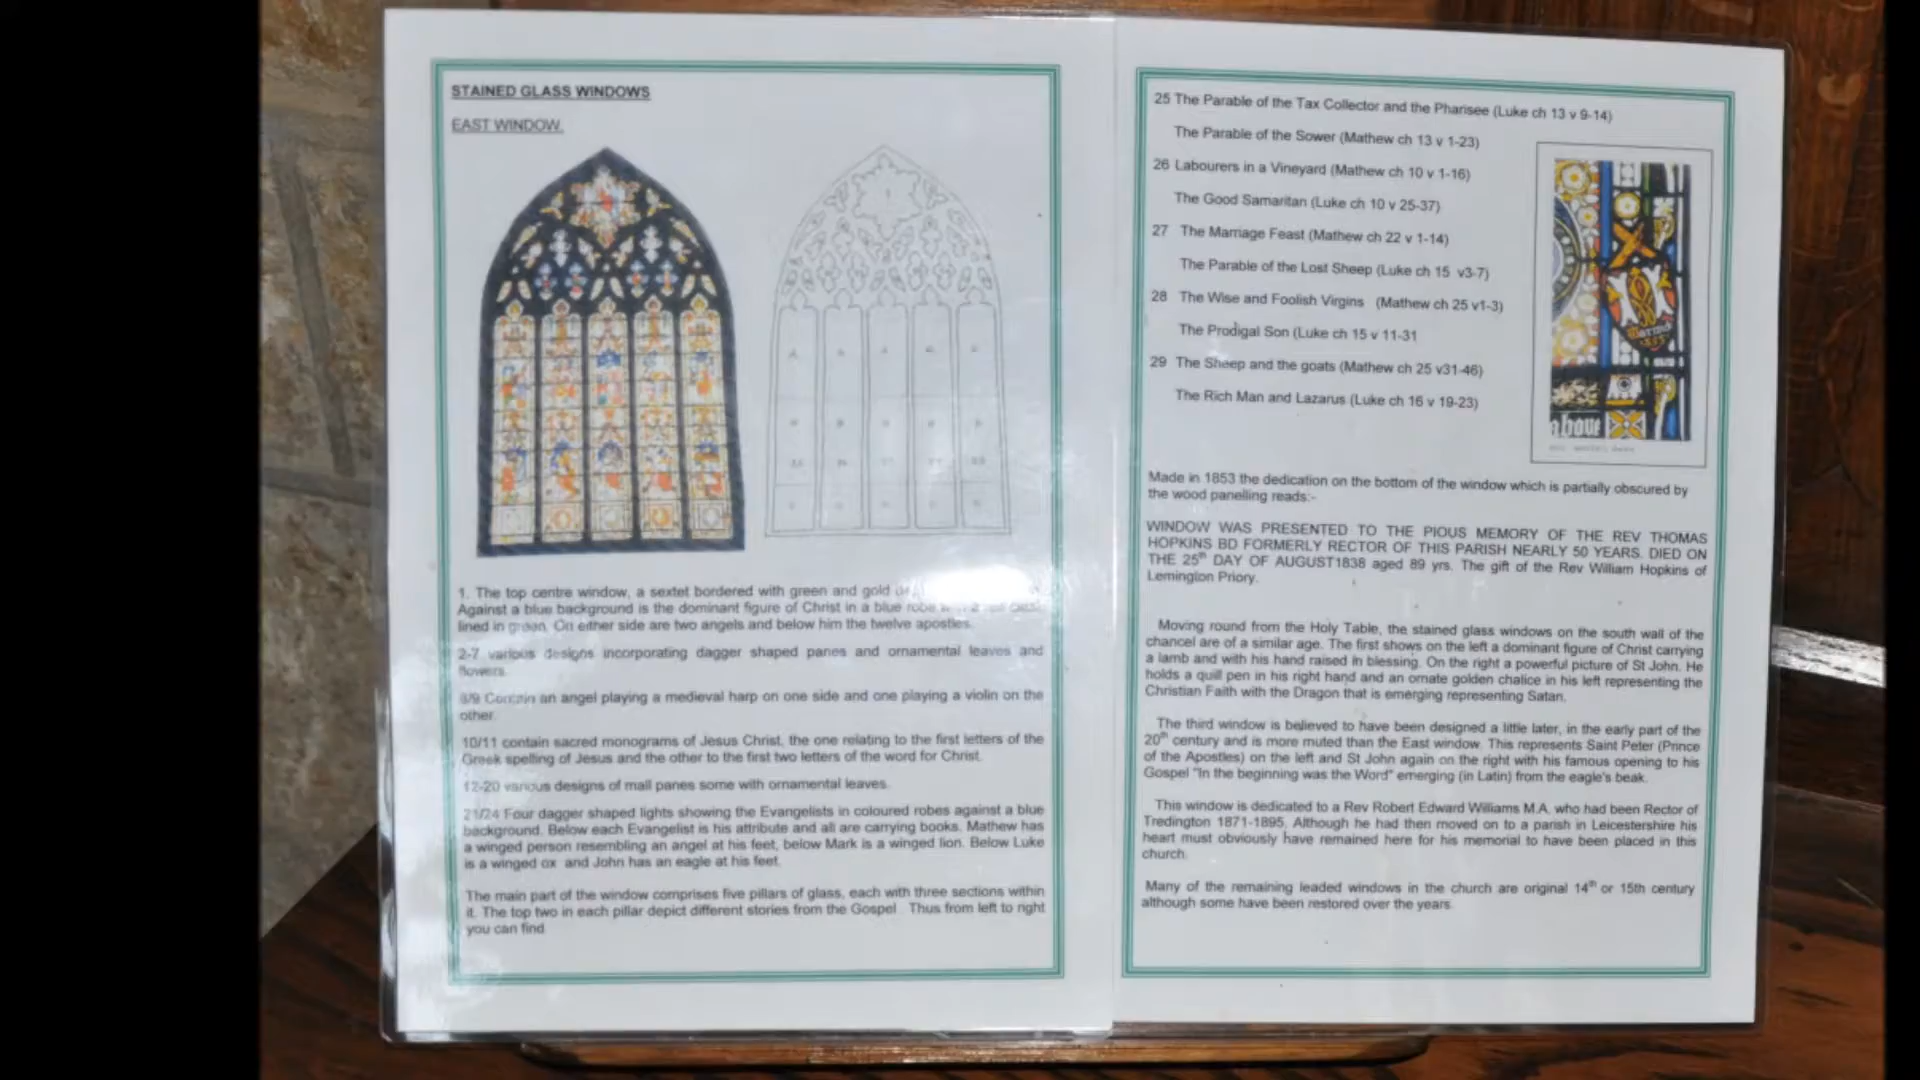 STAINED GLASS WINDOWS
EAST WINDOW.
1. The top centre window, a sextet bordered with green and gold
Against a blue background is the dominant figure of Christ in a blue robe
lined in green. On either side are two angels and below him the twelve apostles.
2-7 various designs incorporating dagger shaped panes and ornamental leaves and
flowers.
8/9 Contain an angel playing a medieval harp on one side and one playing a violin on the
other.
10/11 contain sacred monograms of Jesus Christ, the one relating to the first letters of the
Greek spelling of Jesus and the other to the first two letters of the word for Christ.
12-20 various designs of mall panes some with ornamental leaves.
21/24 Four dagger shaped lights showing the Evangelists in coloured robes against a blue
background. Below each Evangelist is his attribute and all are carrying books. Mathew has
a winged person resembling an angel at his feet, below Mark is a winged lion. Below Luke
is a winged ox and John has an eagle at his feet.
The main part of the window comprises five pillars of glass, each with three sections within
it. The top two in each pillar depict different stories from the Gospel. Thus from left to right
you can find
25 The Parable of the Tax Collector and the Pharisee (Luke ch 13 v 9-14)
The Parable of the Sower (Mathew ch 13 v 1-23)
26 Labourers in a Vineyard (Mathew ch 10 v 1-16)
The Good Samaritan (Luke ch 10 v 25-37)
27 The Marriage Feast (Mathew ch 22 v 1-14)
The Parable of the Lost Sheep (Luke ch 15 v3-7)
28 The Wise and Foolish Virgins (Mathew ch 25 v1-3)
The Prodigal Son (Luke ch 15 v 11-31
29 The Sheep and the goats (Mathew ch 25 v31-46)
The Rich Man and Lazarus (Luke ch 16 v 19-23)
above
Made in 1853 the dedication on the bottom of the window which is partially obscured by
the wood panelling reads:-
WINDOW WAS PRESENTED TO THE PIOUS MEMORY OF THE REV THOMAS
HOPKINS BD FORMERLY RECTOR OF THIS PARISH NEARLY 50 YEARS. DIED ON
THE 25th DAY OF AUGUST1838 aged 89 yrs. The gift of the Rev William Hopkins of
Lemington Priory.
Moving round from the Holy Table, the stained glass windows on the south wall of the
chancel are of a similar age. The first shows on the left a dominant figure of Christ carrying
a lamb and with his hand raised in blessing. On the right a powerful picture of St John. He
holds a quill pen in his right hand and an ornate golden chalice in his left representing the
Christian Faith with the Dragon that is emerging representing Satan.
The third window is believed to have been designed a little later, in the early part of the
20th century and is more muted than the East window. This represents Saint Peter (Prince
of the Apostles) on the left and St John again on the right with his famous opening to his
Gospel "In the beginning was the Word" emerging (in Latin) from the eagle's beak.
This window is dedicated to a Rev Robert Edward Williams M.A. who had been Rector of
Tredington 1871-1895. Although he had then moved on to a parish in Leicestershire his
heart must obviously have remained here for his memorial to have been placed in this
church.
Many of the remaining leaded windows in the church are original 14th or 15th century
although some have been restored over the years.